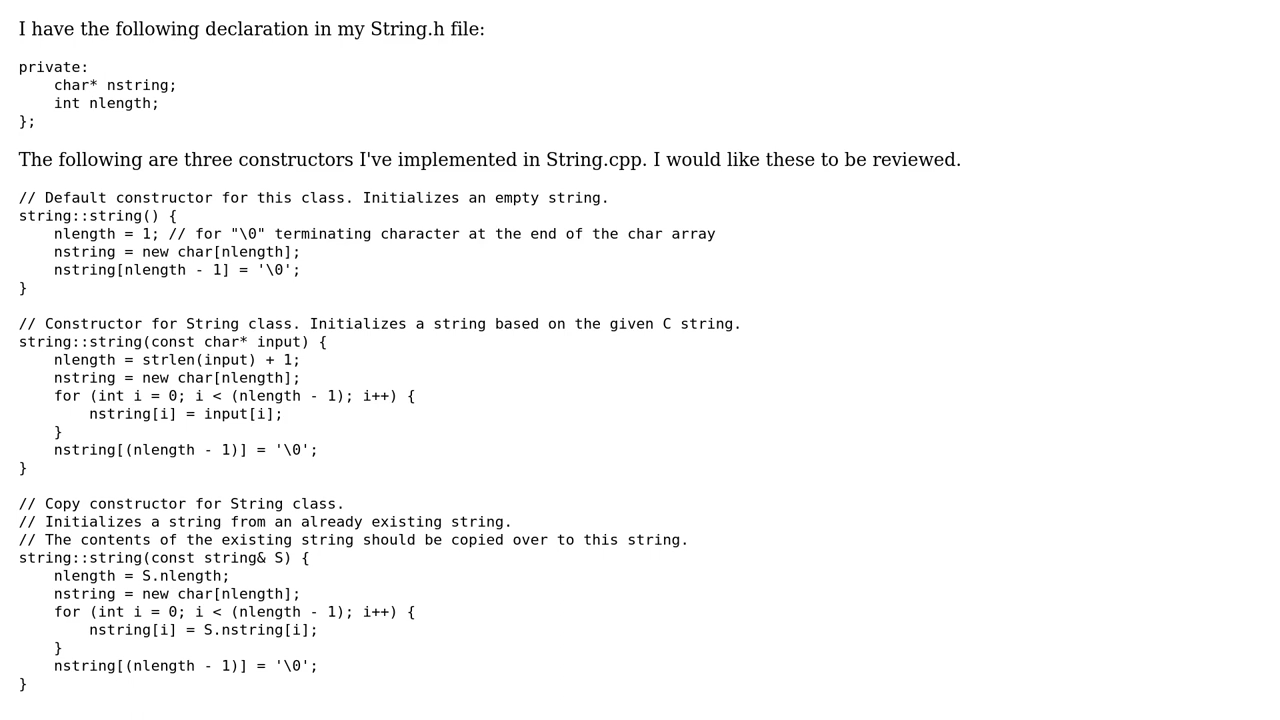 I have the following declaration in my String.h file:
private:
    char* nstring;
    int nlength;
};
The following are three constructors I've implemented in String.cpp. I would like these to be reviewed.
// Default constructor for this class. Initializes an empty string.
string::string() {
    nlength = 1; // for "\0" terminating character at the end of the char array
    nstring = new char[nlength];
    nstring[nlength - 1] = '\0';
}
// Constructor for String class. Initializes a string based on the given C string.
string::string(const char* input) {
    nlength = strlen(input) + 1;
    nstring = new char[nlength];
    for (int i = 0; i < (nlength - 1); i++) {
        nstring[i] = input[i];
    }
    nstring[(nlength - 1)] = '\0';
}
// Copy constructor for String class.
// Initializes a string from an already existing string.
// The contents of the existing string should be copied over to this string.
string::string(const string& S) {
    nlength = S.nlength;
    nstring = new char[nlength];
    for (int i = 0; i < (nlength - 1); i++) {
        nstring[i] = S.nstring[i];
    }
    nstring[(nlength - 1)] = '\0';
}